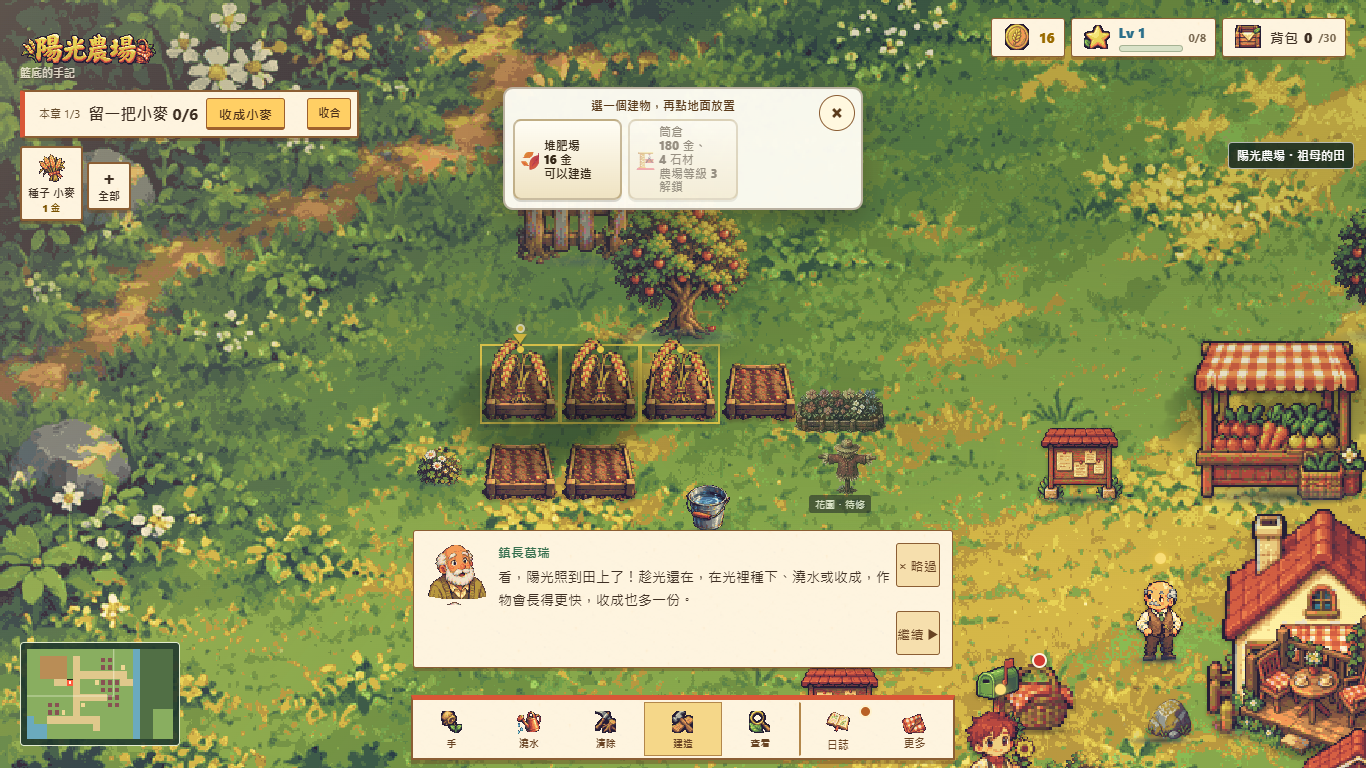 陽光農場
籃底的手記
本章 1/3 留一把小麥 0/6 收成小麥 收合
種子 小麥
1 金
+
全部
16
Lv 1
0/8
背包 0 /30
陽光農場・祖母的田
選一個建物，再點地面放置
×
堆肥場
16 金
可以建造
筒倉
180 金、
4 石材
農場等級 3
解鎖
花園・待修
鎮長葛瑞
看，陽光照到田上了！趁光還在，在光裡種下、澆水或收成，作
物會長得更快，收成也多一份。
× 略過
繼續 ▶
手
澆水
清除
建造
查看
日誌
更多